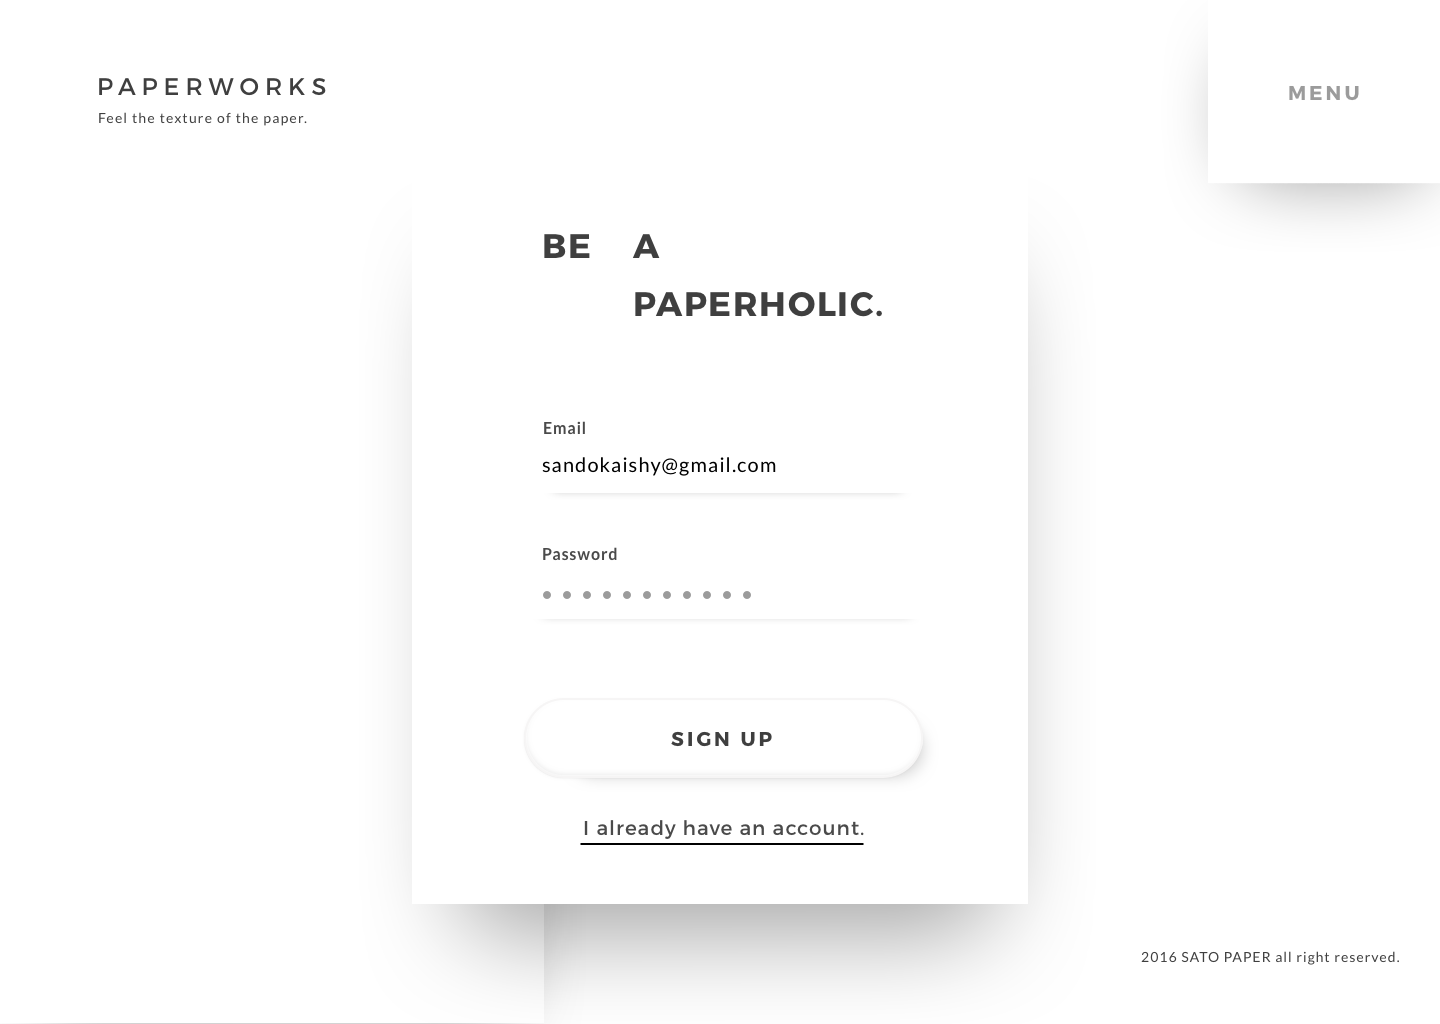 PAPERWORKS
Feel the texture of the paper.
MENU
BE A
PAPERHOLIC.
Email
sandokaishy@gmail.com
Password
SIGN UP
I already have an account.
2016 SATO PAPER all right reserved.